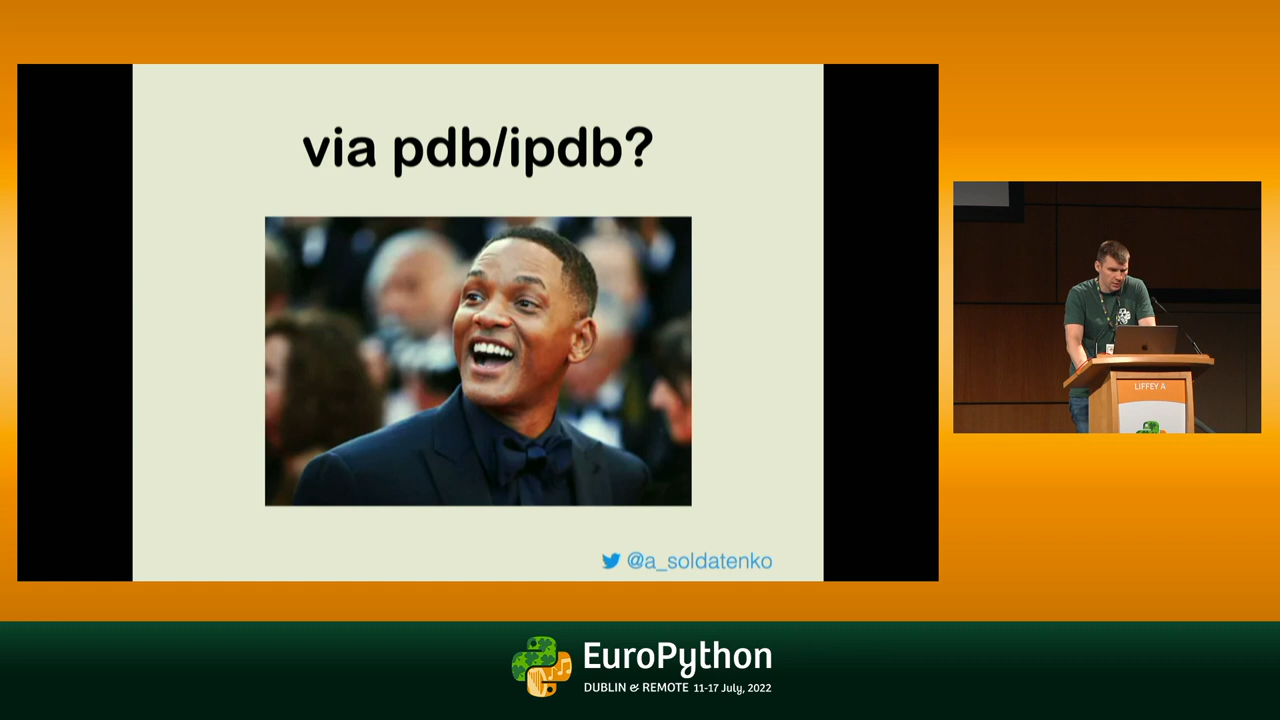 via pdb/ipdb?
@a_soldatenko
LIFFEY A
EuroPython
DUBLIN & REMOTE 11-17 July, 2022